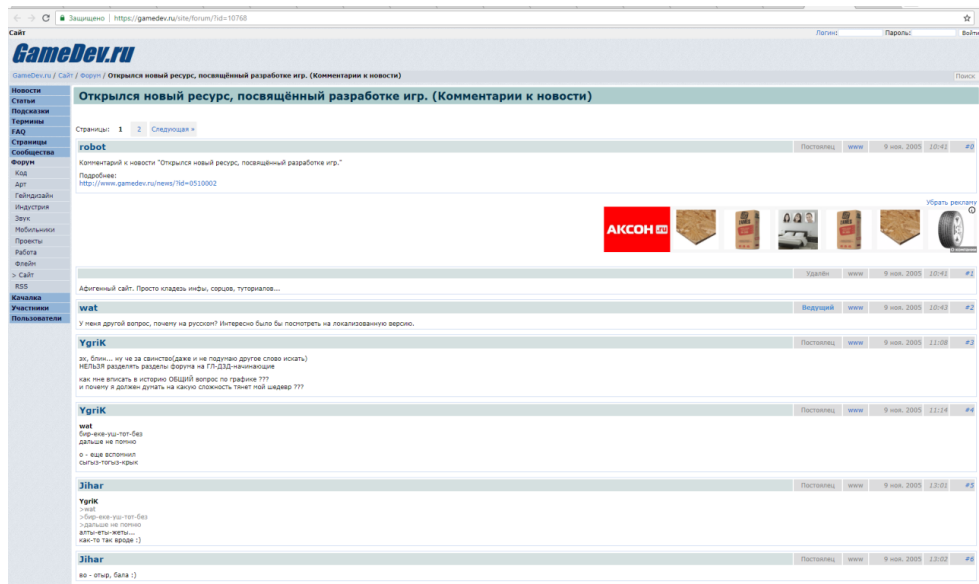 Защищено | https://gamedev.ru/site/forum/?id=10768
Сайт
Логин:
Пароль:
Войти
GameDev.ru
GameDev.ru / Сайт / Форум / Открылся новый ресурс, посвящённый разработке игр. (Комментарии к новости)
Поиск
Новости
Статьи
Подсказки
Термины
FAQ
Страницы
Сообщества
Форум
Код
Арт
Геймдизайн
Индустрия
Звук
Мобильники
Проекты
Работа
Флейм
> Сайт
RSS
Качалка
Участники
Пользователи
Открылся новый ресурс, посвящённый разработке игр. (Комментарии к новости)
Страницы: 1 2 Следующая »
robot Постоялец www 9 ноя. 2005 10:41 #0
Комментарий к новости "Открылся новый ресурс, посвящённый разработке игр."
Подробнее:
http://www.gamedev.ru/news/?id=0510002
Убрать рекламу
АКСОН.ru
Удалён www 9 ноя. 2005 10:41 #1
Афигенный сайт. Просто кладезь инфы, сорцов, туториалов...
wat Ведущий www 9 ноя. 2005 10:43 #2
У меня другой вопрос, почему на русском? Интересно было бы посмотреть на локализованную версию.
YgriK Постоялец www 9 ноя. 2005 11:08 #3
эх, блин... ну че за свинство(даже и не подумаю другое слово искать)
НЕЛЬЗЯ разделять разделы форума на ГЛ-ДЗД-начинающие
как мне вписать в историю ОБЩИЙ вопрос по графике ???
и почему я должен думать на какую сложность тянет мой шедевр ???
YgriK Постоялец www 9 ноя. 2005 11:14 #4
wat
бир-еке-уш-тот-без
дальше не помню
о - еще вспомнил
сыгыз-тогыз-крык
Jihar Постоялец www 9 ноя. 2005 13:01 #5
YgriK
>wat
>бир-еке-уш-тот-без
>дальше не помню
алты-еты-жеты...
как-то так вроде :)
Jihar Постоялец www 9 ноя. 2005 13:02 #6
во - отыр, бала :)